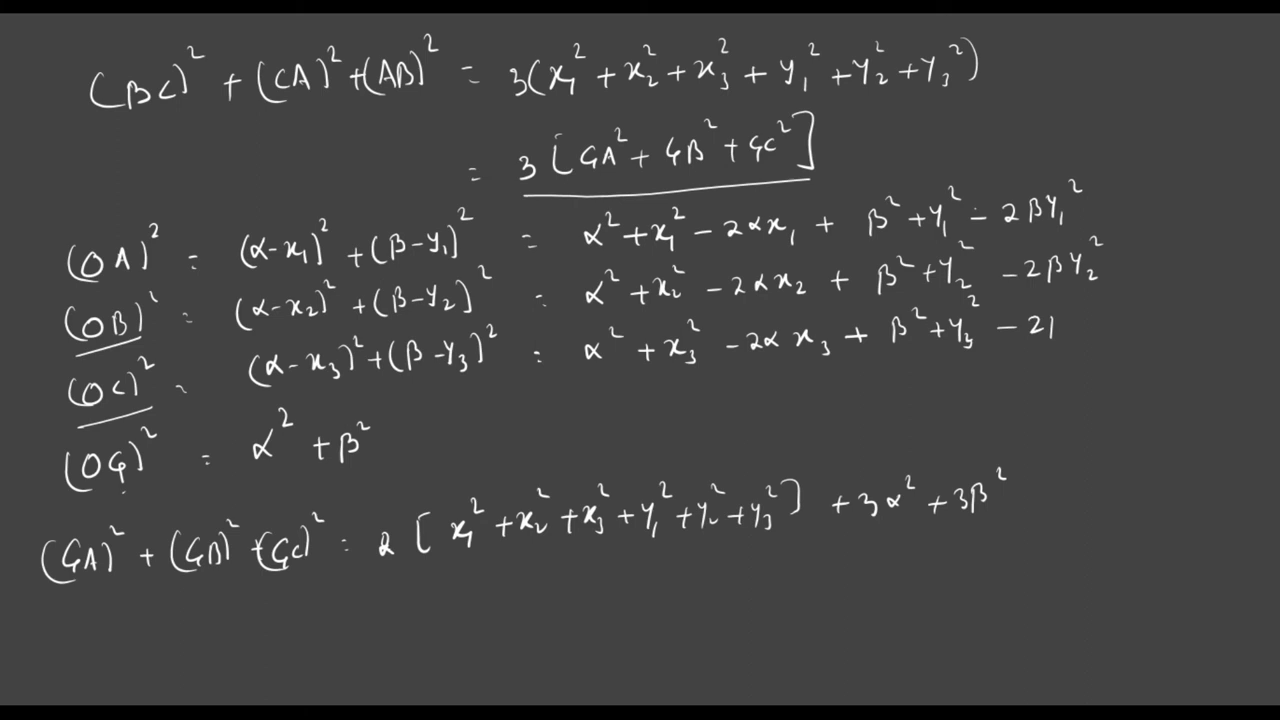 (BC)² + (CA)² + (AB)² = 3(x₁² + x₂² + x₃² + y₁² + y₂² + y₃²)
= 3 [GA² + GB² + GC²]
(OA)² = (α-x₁)² + (β-y₁)² = α² + x₁² - 2αx₁ + β² + y₁² - 2βy₁²
(OB)² = (α-x₂)² + (β-y₂)² = α² + x₂² - 2αx₂ + β² + y₂² - 2βy₂²
(OC)² = (α-x₃)² + (β-y₃)² = α² + x₃² - 2αx₃ + β² + y₃² - 2
(OG)² = α² + β²
(GA)² + (GB)² + (GC)² = 2 [x₁² + x₂² + x₃² + y₁² + y₂² + y₃²] + 3α² + 3β²